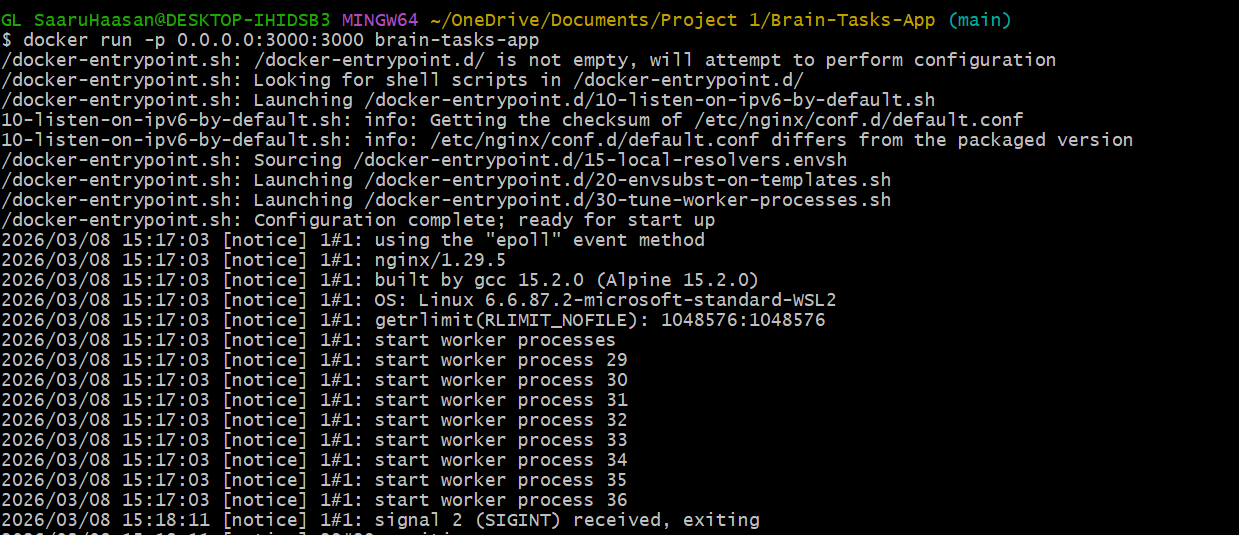 GL SaaruHaasan@DESKTOP-IHIDSB3 MINGW64 ~/OneDrive/Documents/Project 1/Brain-Tasks-App (main)
$ docker run -p 0.0.0.0:3000:3000 brain-tasks-app
/docker-entrypoint.sh: /docker-entrypoint.d/ is not empty, will attempt to perform configuration
/docker-entrypoint.sh: Looking for shell scripts in /docker-entrypoint.d/
/docker-entrypoint.sh: Launching /docker-entrypoint.d/10-listen-on-ipv6-by-default.sh
10-listen-on-ipv6-by-default.sh: info: Getting the checksum of /etc/nginx/conf.d/default.conf
10-listen-on-ipv6-by-default.sh: info: /etc/nginx/conf.d/default.conf differs from the packaged version
/docker-entrypoint.sh: Sourcing /docker-entrypoint.d/15-local-resolvers.envsh
/docker-entrypoint.sh: Launching /docker-entrypoint.d/20-envsubst-on-templates.sh
/docker-entrypoint.sh: Launching /docker-entrypoint.d/30-tune-worker-processes.sh
/docker-entrypoint.sh: Configuration complete; ready for start up
2026/03/08 15:17:03 [notice] 1#1: using the "epoll" event method
2026/03/08 15:17:03 [notice] 1#1: nginx/1.29.5
2026/03/08 15:17:03 [notice] 1#1: built by gcc 15.2.0 (Alpine 15.2.0)
2026/03/08 15:17:03 [notice] 1#1: OS: Linux 6.6.87.2-microsoft-standard-WSL2
2026/03/08 15:17:03 [notice] 1#1: getrlimit(RLIMIT_NOFILE): 1048576:1048576
2026/03/08 15:17:03 [notice] 1#1: start worker processes
2026/03/08 15:17:03 [notice] 1#1: start worker process 29
2026/03/08 15:17:03 [notice] 1#1: start worker process 30
2026/03/08 15:17:03 [notice] 1#1: start worker process 31
2026/03/08 15:17:03 [notice] 1#1: start worker process 32
2026/03/08 15:17:03 [notice] 1#1: start worker process 33
2026/03/08 15:17:03 [notice] 1#1: start worker process 34
2026/03/08 15:17:03 [notice] 1#1: start worker process 35
2026/03/08 15:17:03 [notice] 1#1: start worker process 36
2026/03/08 15:18:11 [notice] 1#1: signal 2 (SIGINT) received, exiting